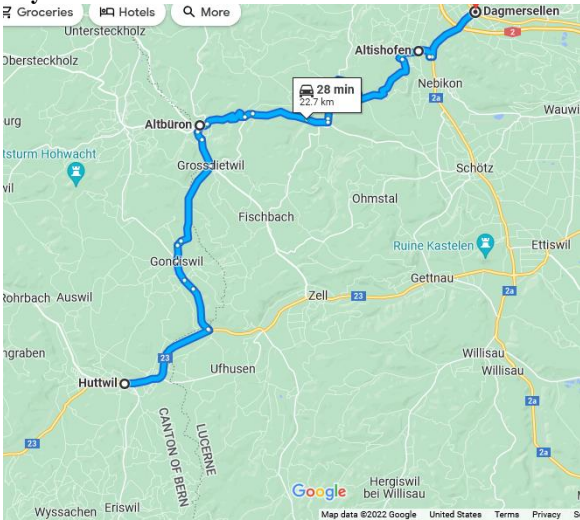 Groceries
Hotels
More
Dagmersellen
Untersteckholz
2
Altishofen
Obersteckholz
Nebikon
28 min
22.7 km
2a
Wauwi
Altbüron
urg
tsturm Hohwacht
Grossdietwil
Schötz
wil
Ohmstal
Fischbach
Ruine Kastelen
Ettiswil
Gondiswil
Gettnau
Rohrbach
Auswil
Zell
23
2a
ngraben
23
Willisau
Willisau
Huttwil
Ufhusen
2a
23
CANTON OF BERN
LUCERNE
Google
Hergiswil
bei Willisau
Wyssachen
Eriswil
Map data ©2022 Google
United States
Terms
Privacy